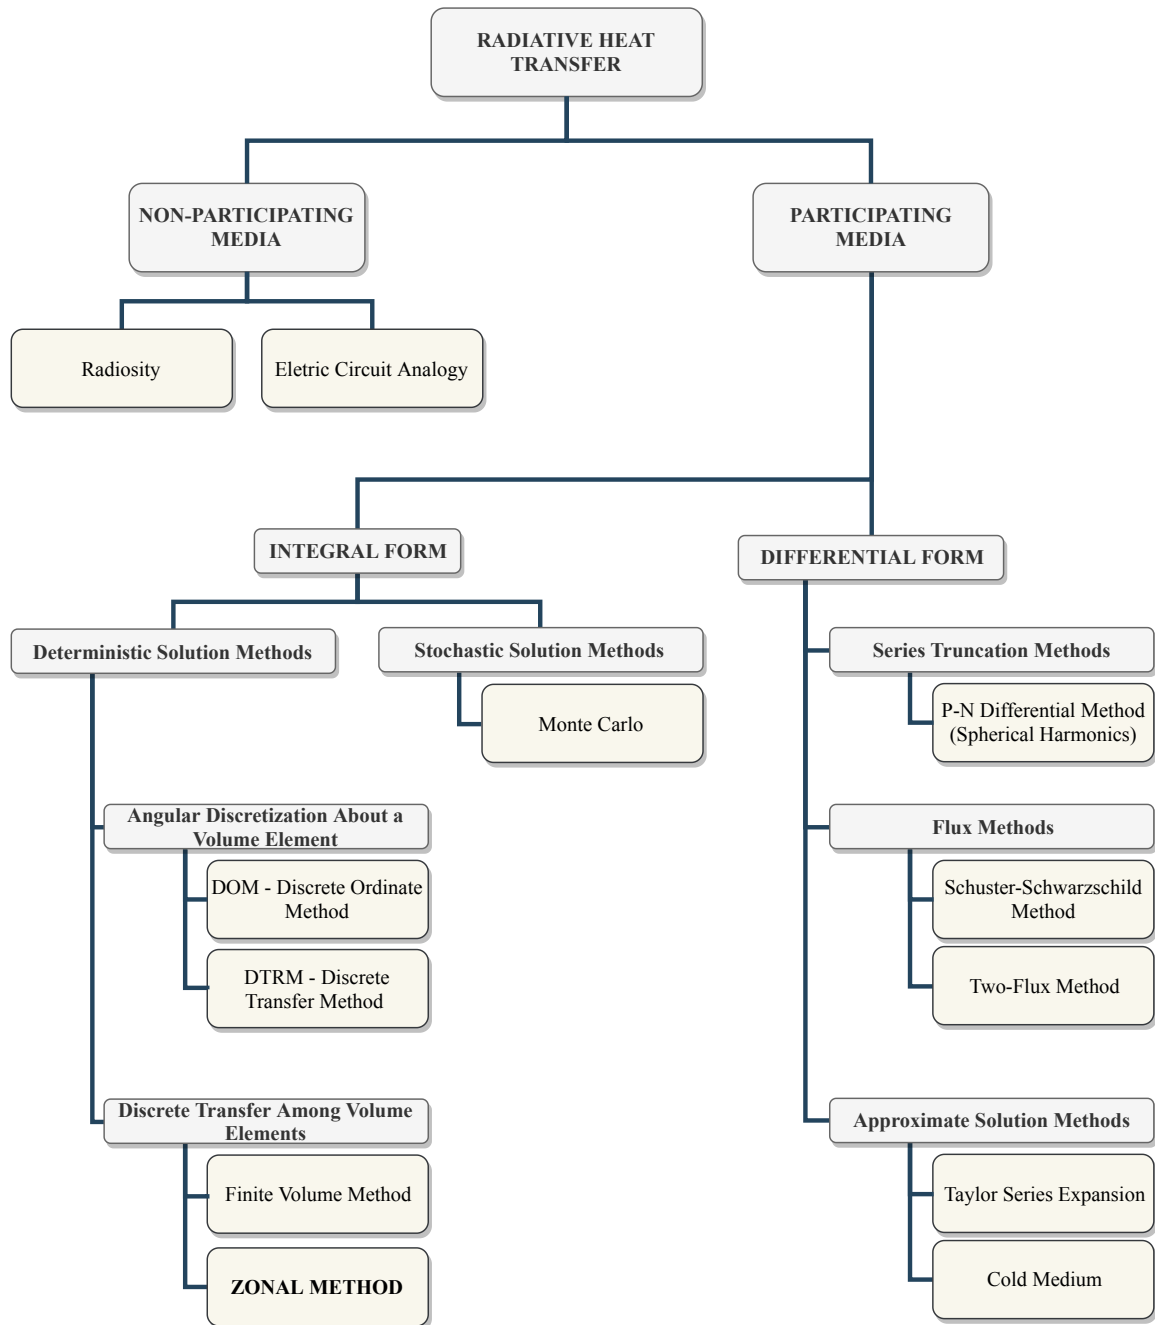 RADIATIVE HEAT
TRANSFER
NON-PARTICIPATING
MEDIA
PARTICIPATING
MEDIA
Radiosity
Eletric Circuit Analogy
INTEGRAL FORM
DIFFERENTIAL FORM
Deterministic Solution Methods
Stochastic Solution Methods
Monte Carlo
Angular Discretization About a
Volume Element
DOM - Discrete Ordinate
Method
DTRM - Discrete
Transfer Method
Discrete Transfer Among Volume
Elements
Finite Volume Method
ZONAL METHOD
Series Truncation Methods
P-N Differential Method
(Spherical Harmonics)
Flux Methods
Schuster-Schwarzschild
Method
Two-Flux Method
Approximate Solution Methods
Taylor Series Expansion
Cold Medium